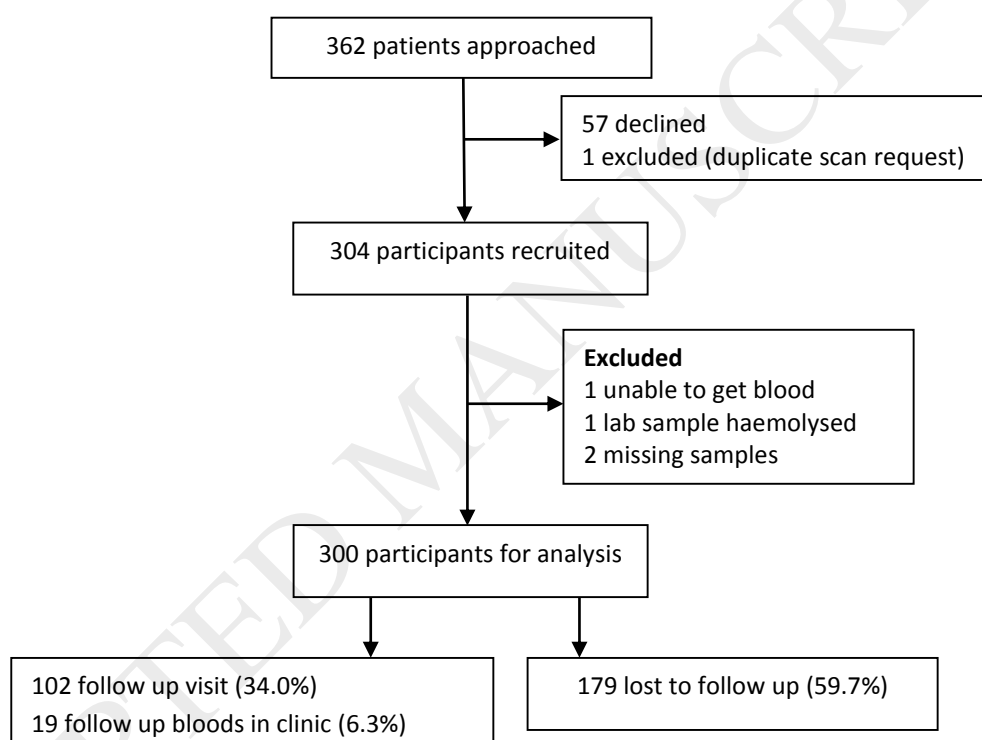 362 patients approached
57 declined
1 excluded (duplicate scan request)
304 participants recruited
Excluded
1 unable to get blood
1 lab sample haemolysed
2 missing samples
300 participants for analysis
102 follow up visit (34.0%)
19 follow up bloods in clinic (6.3%)
179 lost to follow up (59.7%)